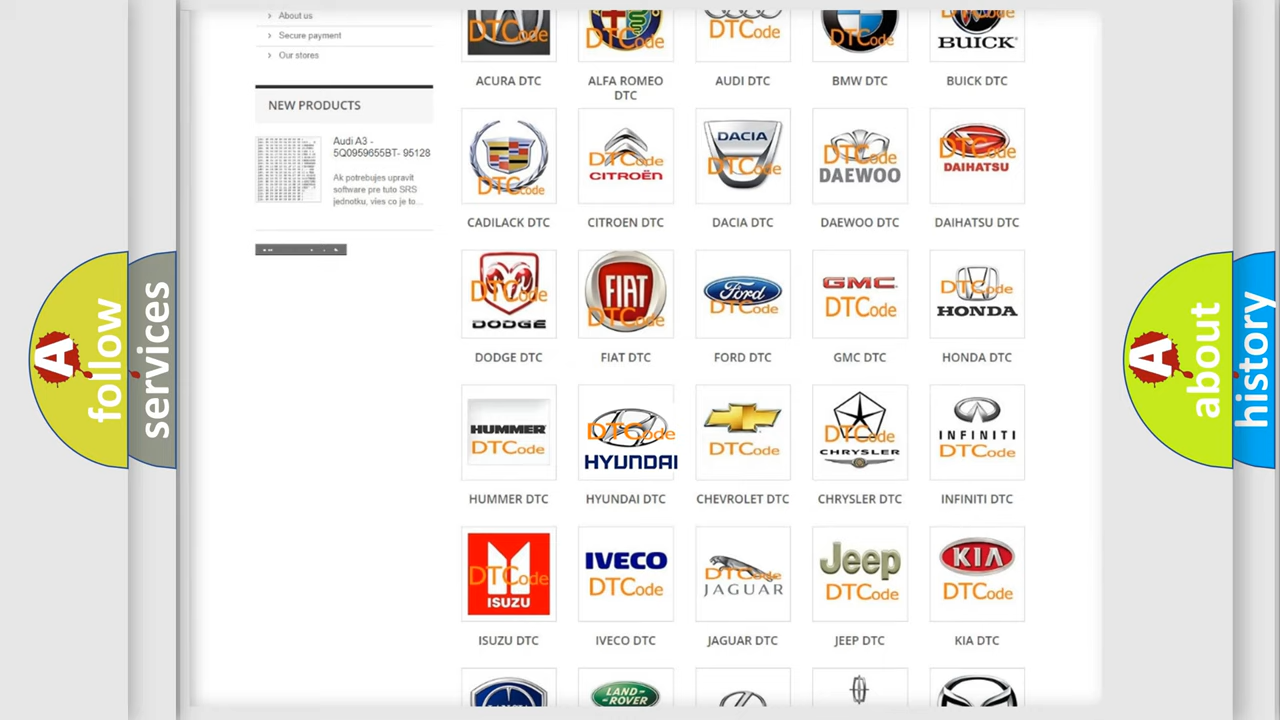 About us
Secure payment
Our stores
NEW PRODUCTS
Audi A3 -
5Q0959655BT- 95128
Ak potrebujes upravit
software pre tuto SRS
jednotku, vies co je to...
DTCode
DTCode
DTCode
DTCode
BUICK
ACURA DTC
ALFA ROMEO
DTC
AUDI DTC
BMW DTC
BUICK DTC
DTCode
DTCode
CITROËN
DACIA
DTCode
DTCode
DAEWOO
DTCode
DAIHATSU
CADILACK DTC
CITROEN DTC
DACIA DTC
DAEWOO DTC
DAIHATSU DTC
DTCode
DODGE
FIAT
DTCode
Ford
DTCode
GMC
DTCode
DTCode
HONDA
DODGE DTC
FIAT DTC
FORD DTC
GMC DTC
HONDA DTC
HUMMER
DTCode
DTCode
HYUNDAI
DTCode
DTCode
CHRYSLER
INFINITI
DTCode
HUMMER DTC
HYUNDAI DTC
CHEVROLET DTC
CHRYSLER DTC
INFINITI DTC
DTCode
ISUZU
IVECO
DTCode
DTCode
JAGUAR
Jeep
DTCode
KIA
DTCode
ISUZU DTC
IVECO DTC
JAGUAR DTC
JEEP DTC
KIA DTC
LAND-
ROVER
A
follow
services
A
about
history